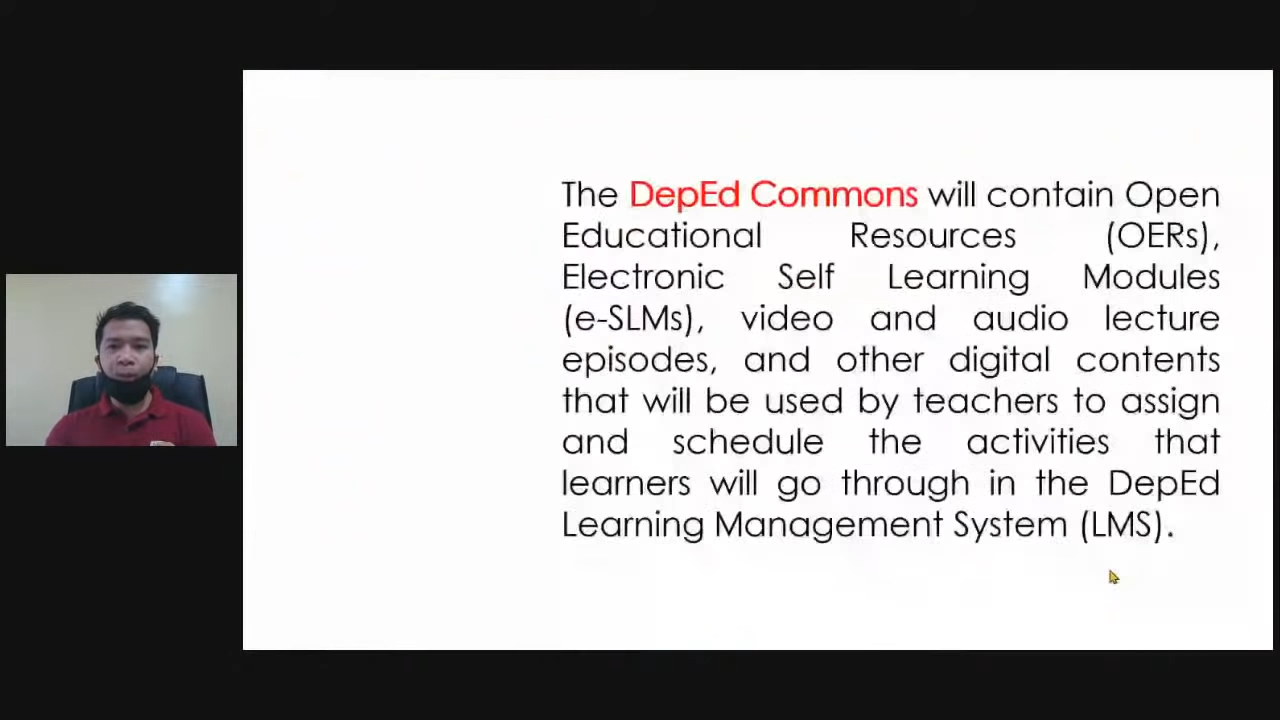 The DepEd Commons will contain Open
Educational Resources (OERs),
Electronic Self Learning Modules
(e-SLMs), video and audio lecture
episodes, and other digital contents
that will be used by teachers to assign
and schedule the activities that
learners will go through in the DepEd
Learning Management System (LMS).